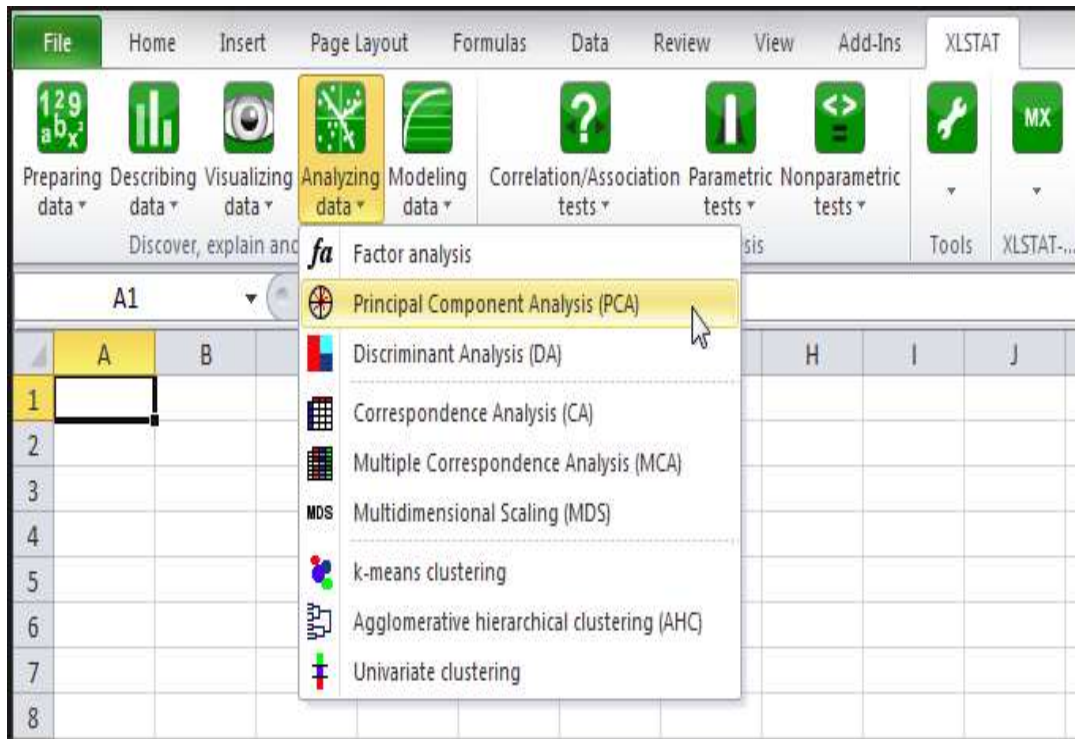 File Home Insert Page Layout Formulas Data Review View Add-Ins XLSTAT
129
abx²
? <> = MX
Preparing data Describing data Visualizing data Analyzing data Modeling data Correlation/Association tests Parametric tests Nonparametric tests
Discover, explain and sis Tools XLSTAT-...
fa Factor analysis
A1
Principal Component Analysis (PCA)
A B H I J
Discriminant Analysis (DA)
1
Correspondence Analysis (CA)
2
Multiple Correspondence Analysis (MCA)
3
MDS Multidimensional Scaling (MDS)
4
5
k-means clustering
6
Agglomerative hierarchical clustering (AHC)
7
Univariate clustering
8